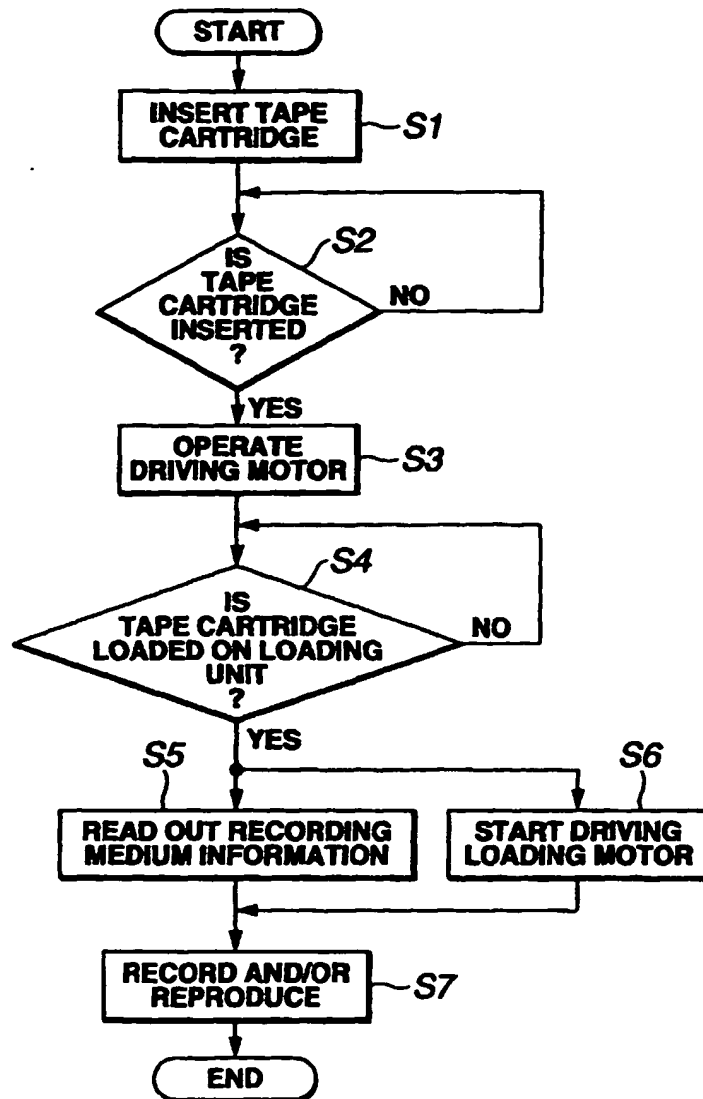 START
INSERT TAPE
CARTRIDGE
S1
S2
IS
TAPE
CARTRIDGE
INSERTED
?
NO
YES
OPERATE
DRIVING MOTOR
S3
S4
IS
TAPE CARTRIDGE
LOADED ON LOADING
UNIT
?
NO
YES
S5
READ OUT RECORDING
MEDIUM INFORMATION
S6
START DRIVING
LOADING MOTOR
RECORD AND/OR
REPRODUCE
S7
END